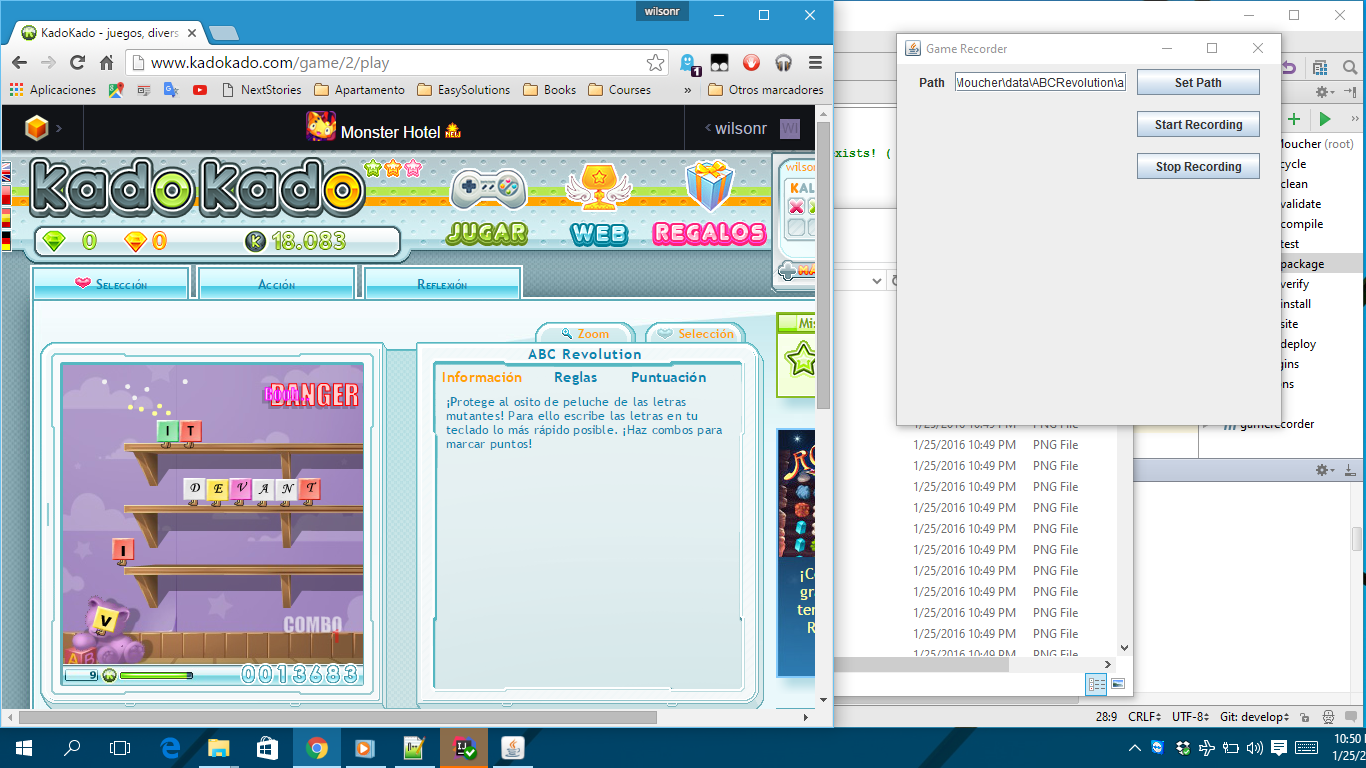 wilsonr
KadoKado - juegos, divers
www.kadokado.com/game/2/play
1
Aplicaciones
NextStories
Apartamento
EasySolutions
Books
Courses
»
Otros marcadores
Monster Hotel NEW
wilsonr
WI
KadoKado
JUGAR
WEB
REGALOS
0
0
K 18.083
wilson
KAL
Selección
Acción
Reflexión
Zoom
Selección
ABC Revolution
Información
Reglas
Puntuación
¡Protege al osito de peluche de las letras
mutantes! Para ello escribe las letras en tu
teclado lo más rápido posible. ¡Haz combos para
marcar puntos!
DANGER
I T
D E V A N T
I
V
COMBO
A B
9
0013683
Mis
¡Co
gra
ten
R
Game Recorder
Path
Moucher\data\ABCRevolution\a
Set Path
Start Recording
Stop Recording
exists! (
Moucher (root)
cycle
clean
validate
compile
test
package
verify
install
site
deploy
gins
ns
gamerecorder
1/25/2016 10:49 PM PNG File
1/25/2016 10:49 PM PNG File
1/25/2016 10:49 PM PNG File
1/25/2016 10:49 PM PNG File
1/25/2016 10:49 PM PNG File
1/25/2016 10:49 PM PNG File
1/25/2016 10:49 PM PNG File
1/25/2016 10:49 PM PNG File
1/25/2016 10:49 PM PNG File
1/25/2016 10:49 PM PNG File
1/25/2016 10:49 PM PNG File
1/25/2016 10:49 PM PNG File
28:9 CRLF UTF-8 Git: develop
10:50
1/25/2